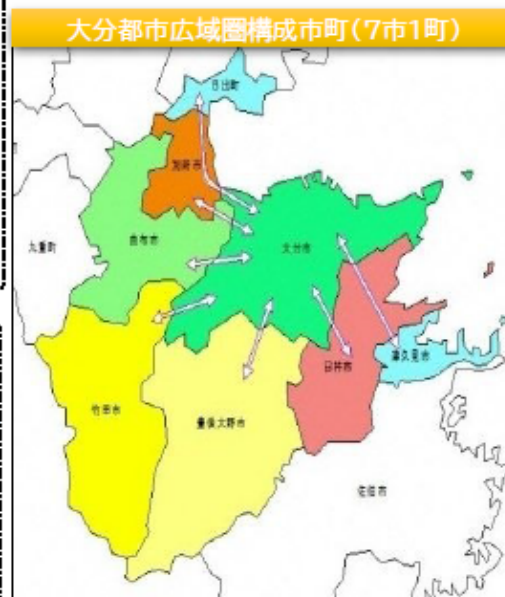 大分都市広域圏構成市町(7市1町)
日出町
別府市
九重町
由布市
大分市
津久見市
臼杵市
竹田市
豊後大野市
佐伯市